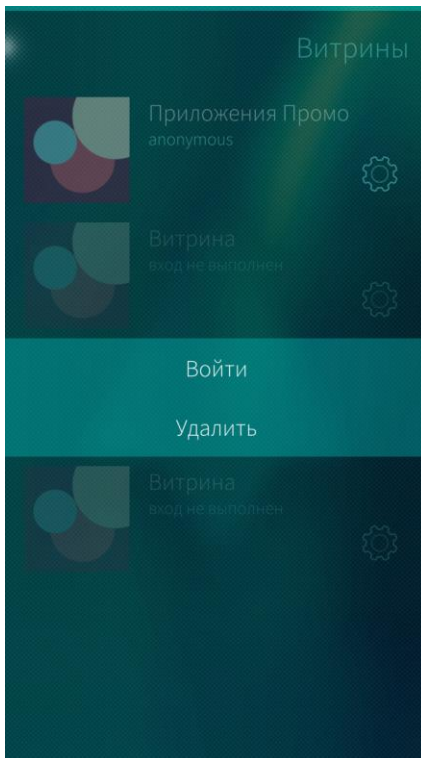 Витрины
Приложения Промо
anonymous
Витрина
вход не выполнен
Войти
Удалить
Витрина
вход не выполнен